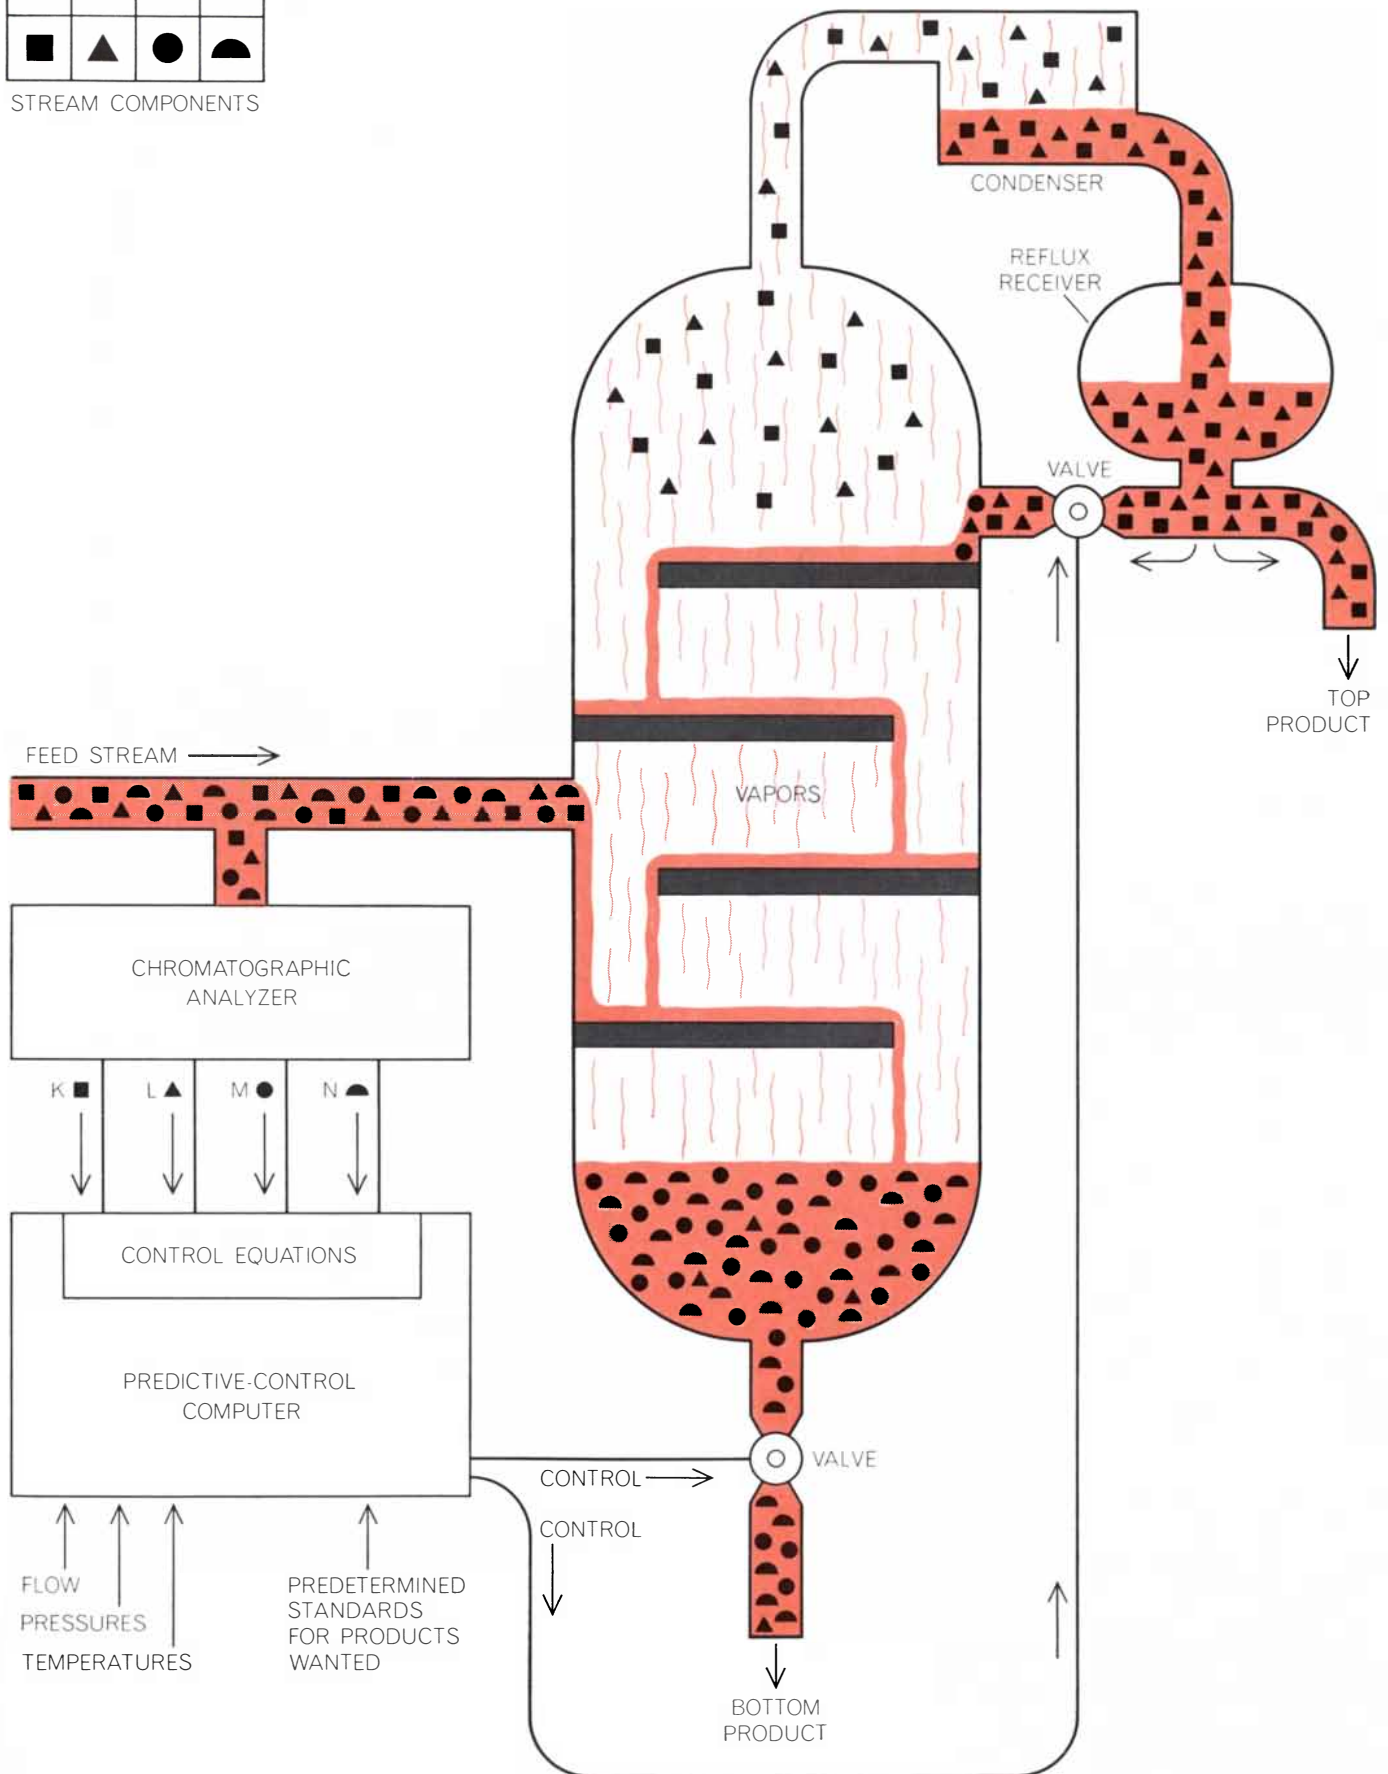 STREAM COMPONENTS
CONDENSER
REFLUX
RECEIVER
VALVE
TOP
PRODUCT
FEED STREAM
VAPORS
CHROMATOGRAPHIC
ANALYZER
K
L
M
N
CONTROL EQUATIONS
PREDICTIVE-CONTROL
COMPUTER
VALVE
CONTROL
CONTROL
FLOW
PRESSURES
TEMPERATURES
PREDETERMINED
STANDARDS
FOR PRODUCTS
WANTED
BOTTOM
PRODUCT